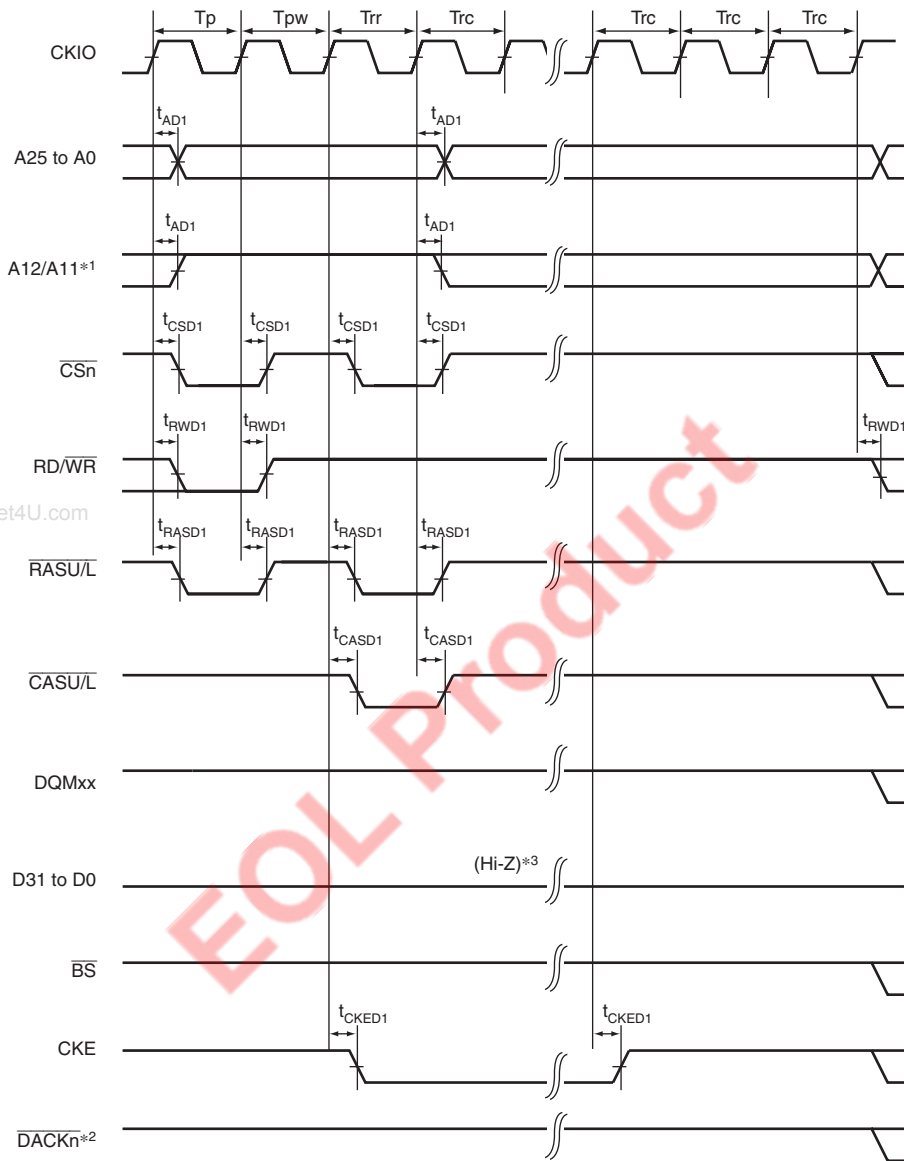 Tp Tpw Trr Trc Trc Trc Trc
CKIO
tAD1 tAD1
A25 to A0
tAD1 tAD1
A12/A11*1
tCSD1 tCSD1 tCSD1 tCSD1
CSn
tRWD1 tRWD1 tRWD1
RD/WR
et4U.com
tRASD1 tRASD1 tRASD1 tRASD1
RASU/L
tCASD1 tCASD1
CASU/L
DQMxx
(Hi-Z)*3
D31 to D0
BS
tCKED1 tCKED1
CKE
DACKn*2
EOL Product